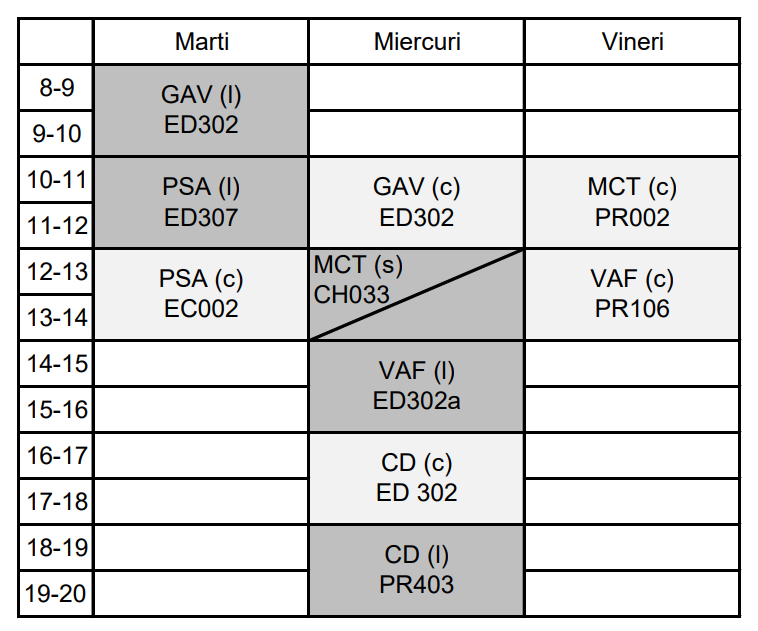 Marti Miercuri Vineri
8-9
GAV (l)
ED302
9-10
10-11
PSA (l)
ED307
GAV (c)
ED302
MCT (c)
PR002
11-12
12-13
PSA (c)
EC002
MCT (s)
CH033
VAF (c)
PR106
13-14
14-15
VAF (l)
ED302a
15-16
16-17
CD (c)
ED 302
17-18
18-19
CD (l)
PR403
19-20